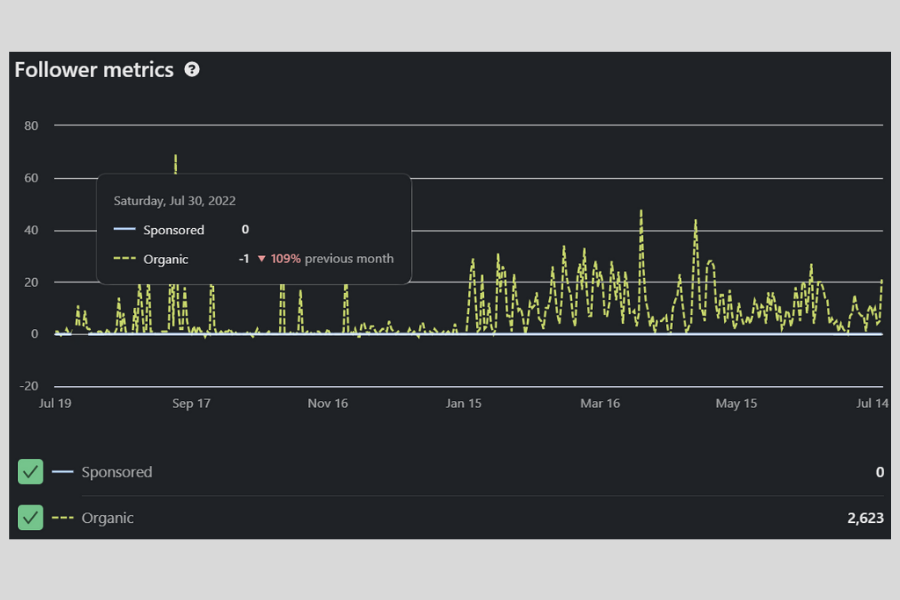 Follower metrics ?
80
60
Saturday, Jul 30, 2022
40
Sponsored 0
Organic -1 ▼ 109% previous month
20
0
-20
Jul 19 Sep 17 Nov 16 Jan 15 Mar 16 May 15 Jul 14
Sponsored 0
Organic 2,623